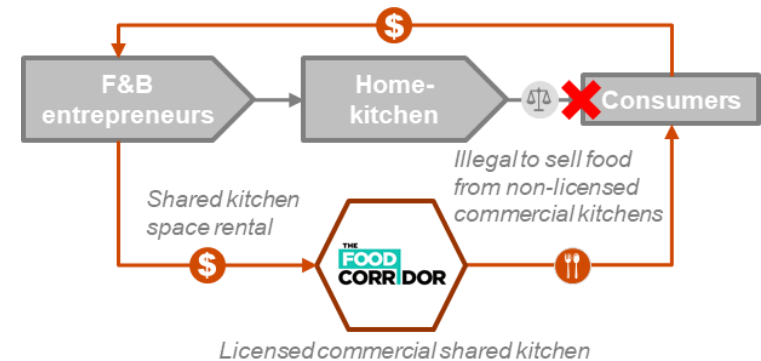 $
F&B
entrepreneurs
Home-
kitchen
Consumers
Illegal to sell food
from non-licensed
commercial kitchens
Shared kitchen
space rental
$
THE
FOOD
CORRIDOR
Licensed commercial shared kitchen